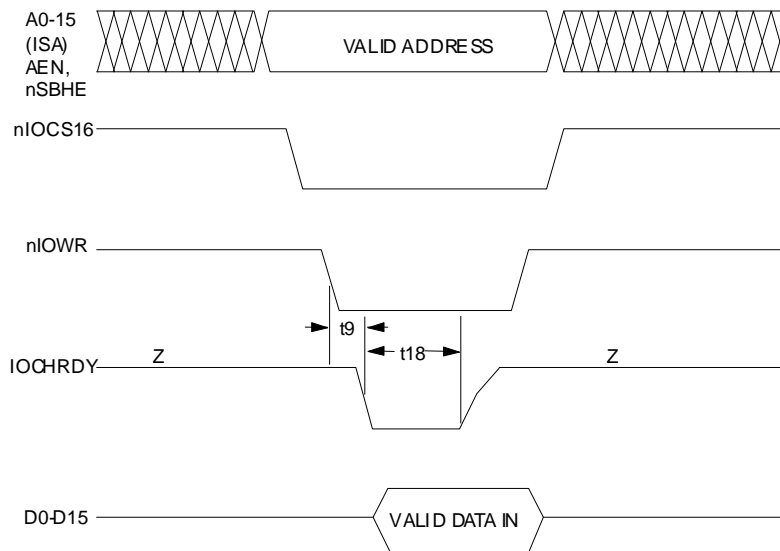 A0-15
(ISA)
AEN,
nSBHE
VALID ADDRESS
nIOCS16
nIOWR
t9
t18
IOCHRDY
Z
Z
D0-D15
VALID DATA IN